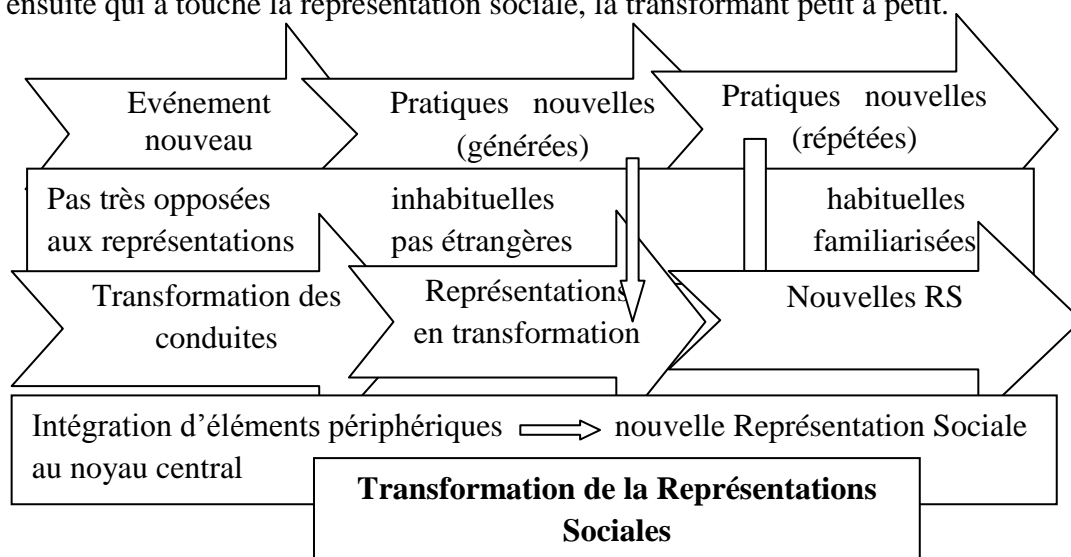 ensuite qui a touché la représentation sociale, la transformant petit à petit.
Evénement
nouveau
Pratiques nouvelles
(générées)
Pratiques nouvelles
(répétées)
Pas très opposées
aux représentations
inhabituelles
pas étrangères
habituelles
familiarisées
Transformation des
conduites
Représentations
en transformation
Nouvelles RS
Intégration d’éléments périphériques nouvelle Représentation Sociale
au noyau central
Transformation de la Représentations
Sociales